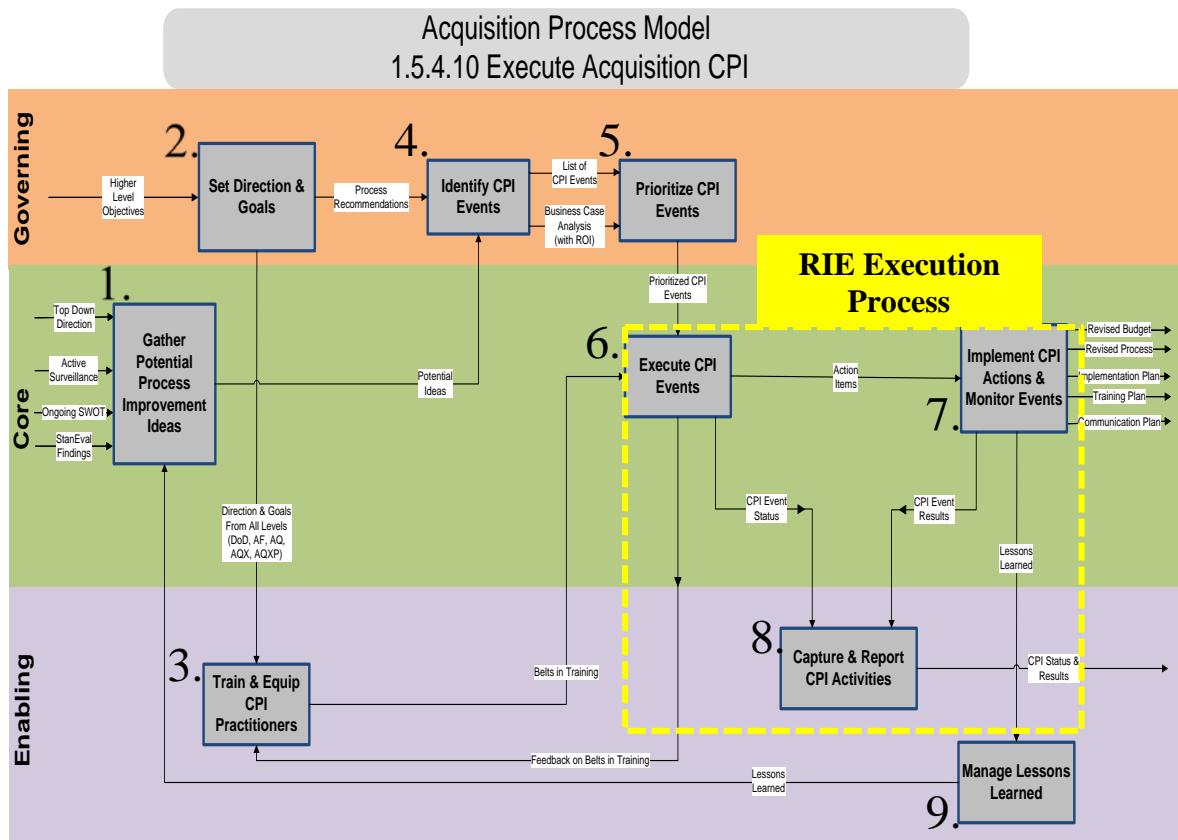 Acquisition Process Model
1.5.4.10 Execute Acquisition CPI
Governing
2.
Set Direction &
Goals
Higher
Level
Objectives
Process
Recommendations
4.
Identify CPI
Events
List of
CPI Events
Business Case
Analysis
(with ROI)
5.
Prioritize CPI
Events
Prioritized CPI
Events
RIE Execution
Process
Core
1.
Gather
Potential
Process
Improvement
Ideas
Top Down
Direction
Active
Surveillance
Ongoing SWOT
StanEval
Findings
Potential
Ideas
6.
Execute CPI
Events
Action
Items
7.
Implement CPI
Actions &
Monitor Events
Revised Budget
Revised Process
Implementation Plan
Training Plan
Communication Plan
Direction & Goals
From All Levels
(DoD, AF, AQ,
AQX, AQXP)
CPI Event
Status
CPI Event
Results
Lessons
Learned
Enabling
3.
Train & Equip
CPI
Practitioners
Belts in Training
8.
Capture & Report
CPI Activities
CPI Status &
Results
Feedback on Belts in Training
Lessons
Learned
9.
Manage Lessons
Learned